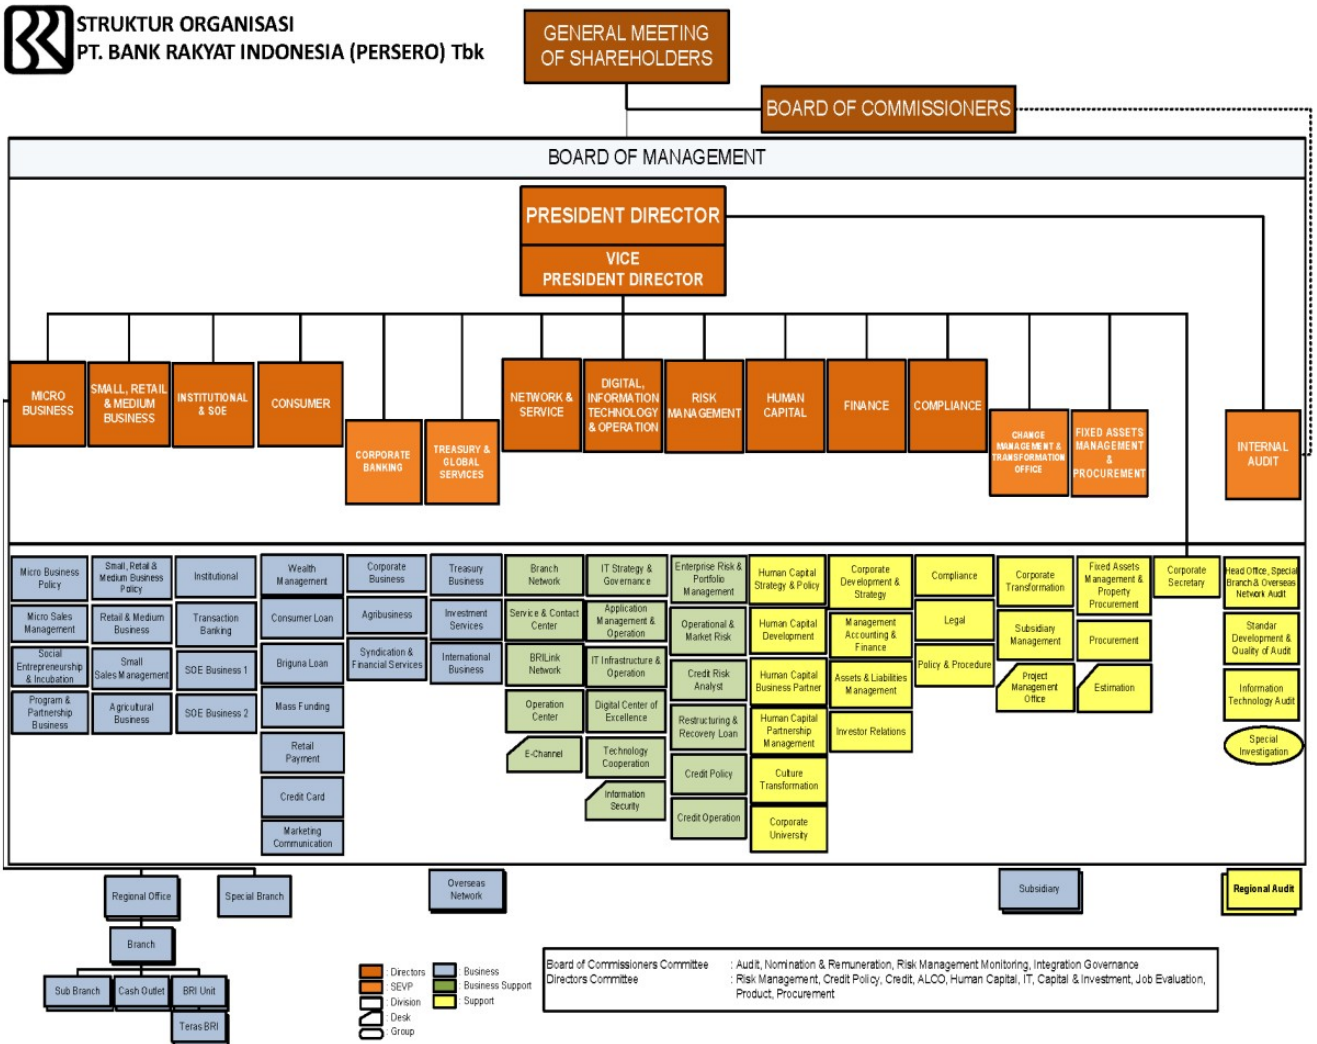 STRUKTUR ORGANISASI
PT. BANK RAKYAT INDONESIA (PERSERO) Tbk
GENERAL MEETING
OF SHAREHOLDERS
BOARD OF COMMISSIONERS
BOARD OF MANAGEMENT
PRESIDENT DIRECTOR
VICE
PRESIDENT DIRECTOR
MICRO
BUSINESS
SMALL, RETAIL
& MEDIUM
BUSINESS
INSTITUTIONAL
& SOE
CONSUMER
CORPORATE
BANKING
TREASURY &
GLOBAL
SERVICES
NETWORK &
SERVICE
DIGITAL,
INFORMATION
TECHNOLOGY
& OPERATION
RISK
MANAGEMENT
HUMAN
CAPITAL
FINANCE
COMPLIANCE
CHANGE
MANAGEMENT &
TRANSFORMATION
OFFICE
FIXED ASSETS
MANAGEMENT
&
PROCUREMENT
INTERNAL
AUDIT
Micro Business
Policy
Micro Sales
Management
Social
Entrepreneurship
& Incubation
Program &
Partnership
Business
Small, Retail &
Medium Business
Policy
Retail & Medium
Business
Small
Sales Management
Agricultural
Business
Institutional
Transaction
Banking
SOE Business 1
SOE Business 2
Wealth
Management
Consumer Loan
Briguna Loan
Mass Funding
Retail
Payment
Credit Card
Marketing
Communication
Corporate
Business
Agribusiness
Syndication &
Financial Services
Treasury
Business
Investment
Services
International
Business
Branch
Network
Service & Contact
Center
BRILink
Network
Operation
Center
E-Channel
IT Strategy &
Governance
Application
Management &
Operation
IT Infrastructure &
Operation
Digital Center of
Excellence
Technology
Cooperation
Information
Security
Enterprise Risk &
Portfolio
Management
Operational &
Market Risk
Credit Risk
Analyst
Restructuring &
Recovery Loan
Credit Policy
Credit Operation
Human Capital
Strategy & Policy
Human Capital
Development
Human Capital
Business Partner
Human Capital
Partnership
Management
Culture
Transformation
Corporate
University
Corporate
Development &
Strategy
Management
Accounting &
Finance
Assets & Liabilities
Management
Investor Relations
Compliance
Legal
Policy & Procedure
Corporate
Transformation
Subsidiary
Management
Project
Management
Office
Fixed Assets
Management &
Property
Procurement
Procurement
Estimation
Corporate
Secretary
Head Office, Special
Branch & Overseas
Network Audit
Standar
Development &
Quality of Audit
Information
Technology Audit
Special
Investigation
Regional Office
Special Branch
Overseas
Network
Subsidiary
Regional Audit
Branch
Sub Branch
Cash Outlet
BRI Unit
Teras BRI
: Directors
: SEVP
: Division
: Desk
: Group
: Business
: Business Support
: Support
Board of Commissioners Committee : Audit, Nomination & Remuneration, Risk Management Monitoring, Integration Governance
Directors Committee : Risk Management, Credit Policy, Credit, ALCO, Human Capital, IT, Capital & Investment, Job Evaluation,
Product, Procurement